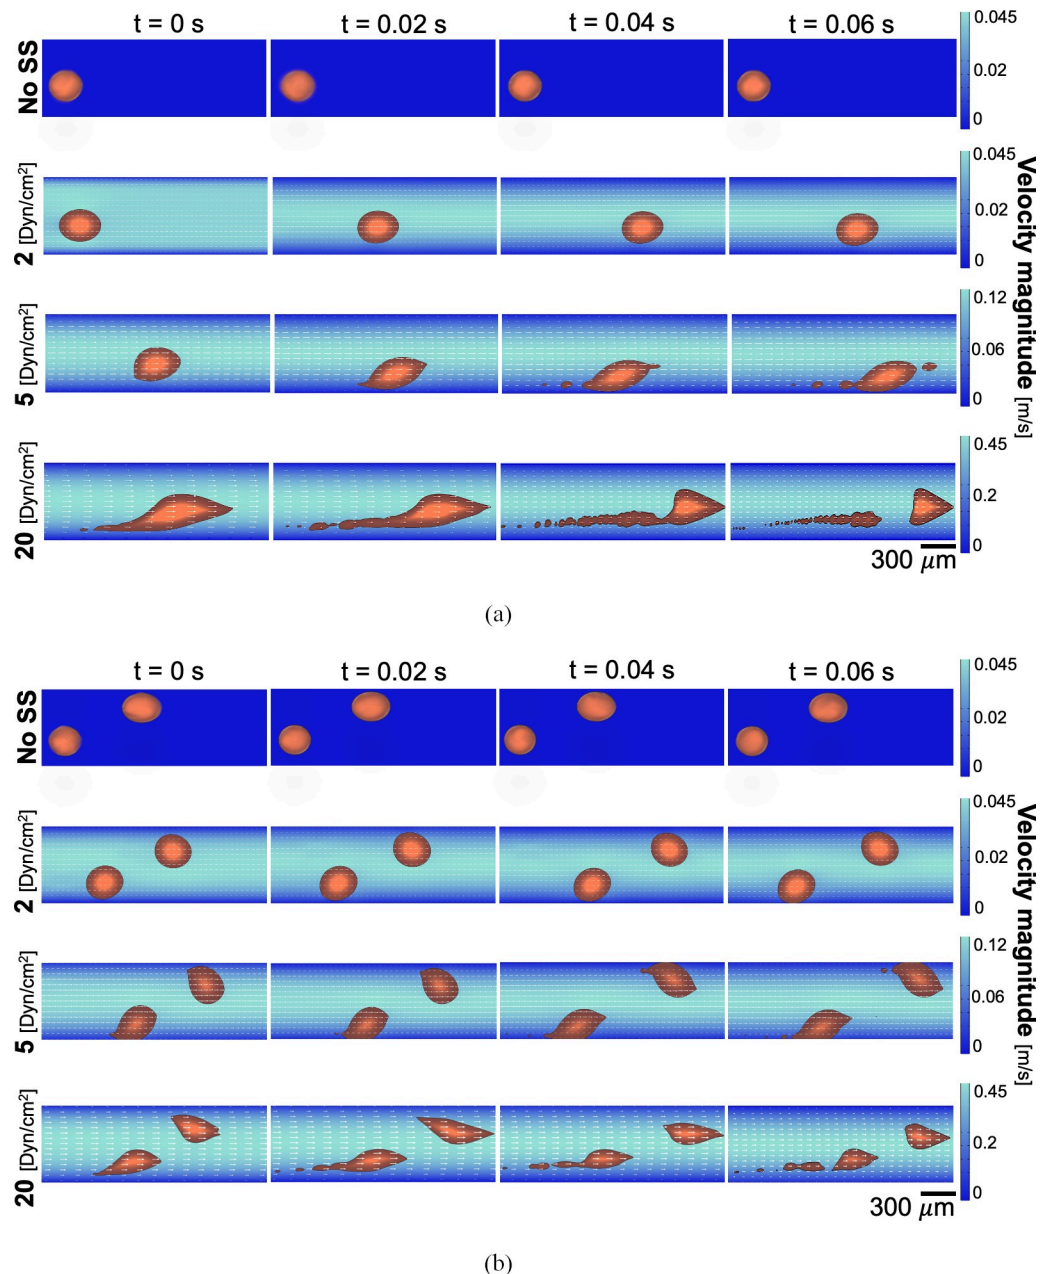 t = 0 s t = 0.02 s t = 0.04 s t = 0.06 s
No SS
0.045
0.02
0
2 [Dyn/cm²]
0.045
0.02
0
5 [Dyn/cm²]
0.12
0.06
0
20 [Dyn/cm²]
0.45
0.2
0
Velocity magnitude [m/s]
300 μm
(a)
t = 0 s t = 0.02 s t = 0.04 s t = 0.06 s
No SS
0.045
0.02
0
2 [Dyn/cm²]
0.045
0.02
0
5 [Dyn/cm²]
0.12
0.06
0
20 [Dyn/cm²]
0.45
0.2
0
Velocity magnitude [m/s]
300 μm
(b)